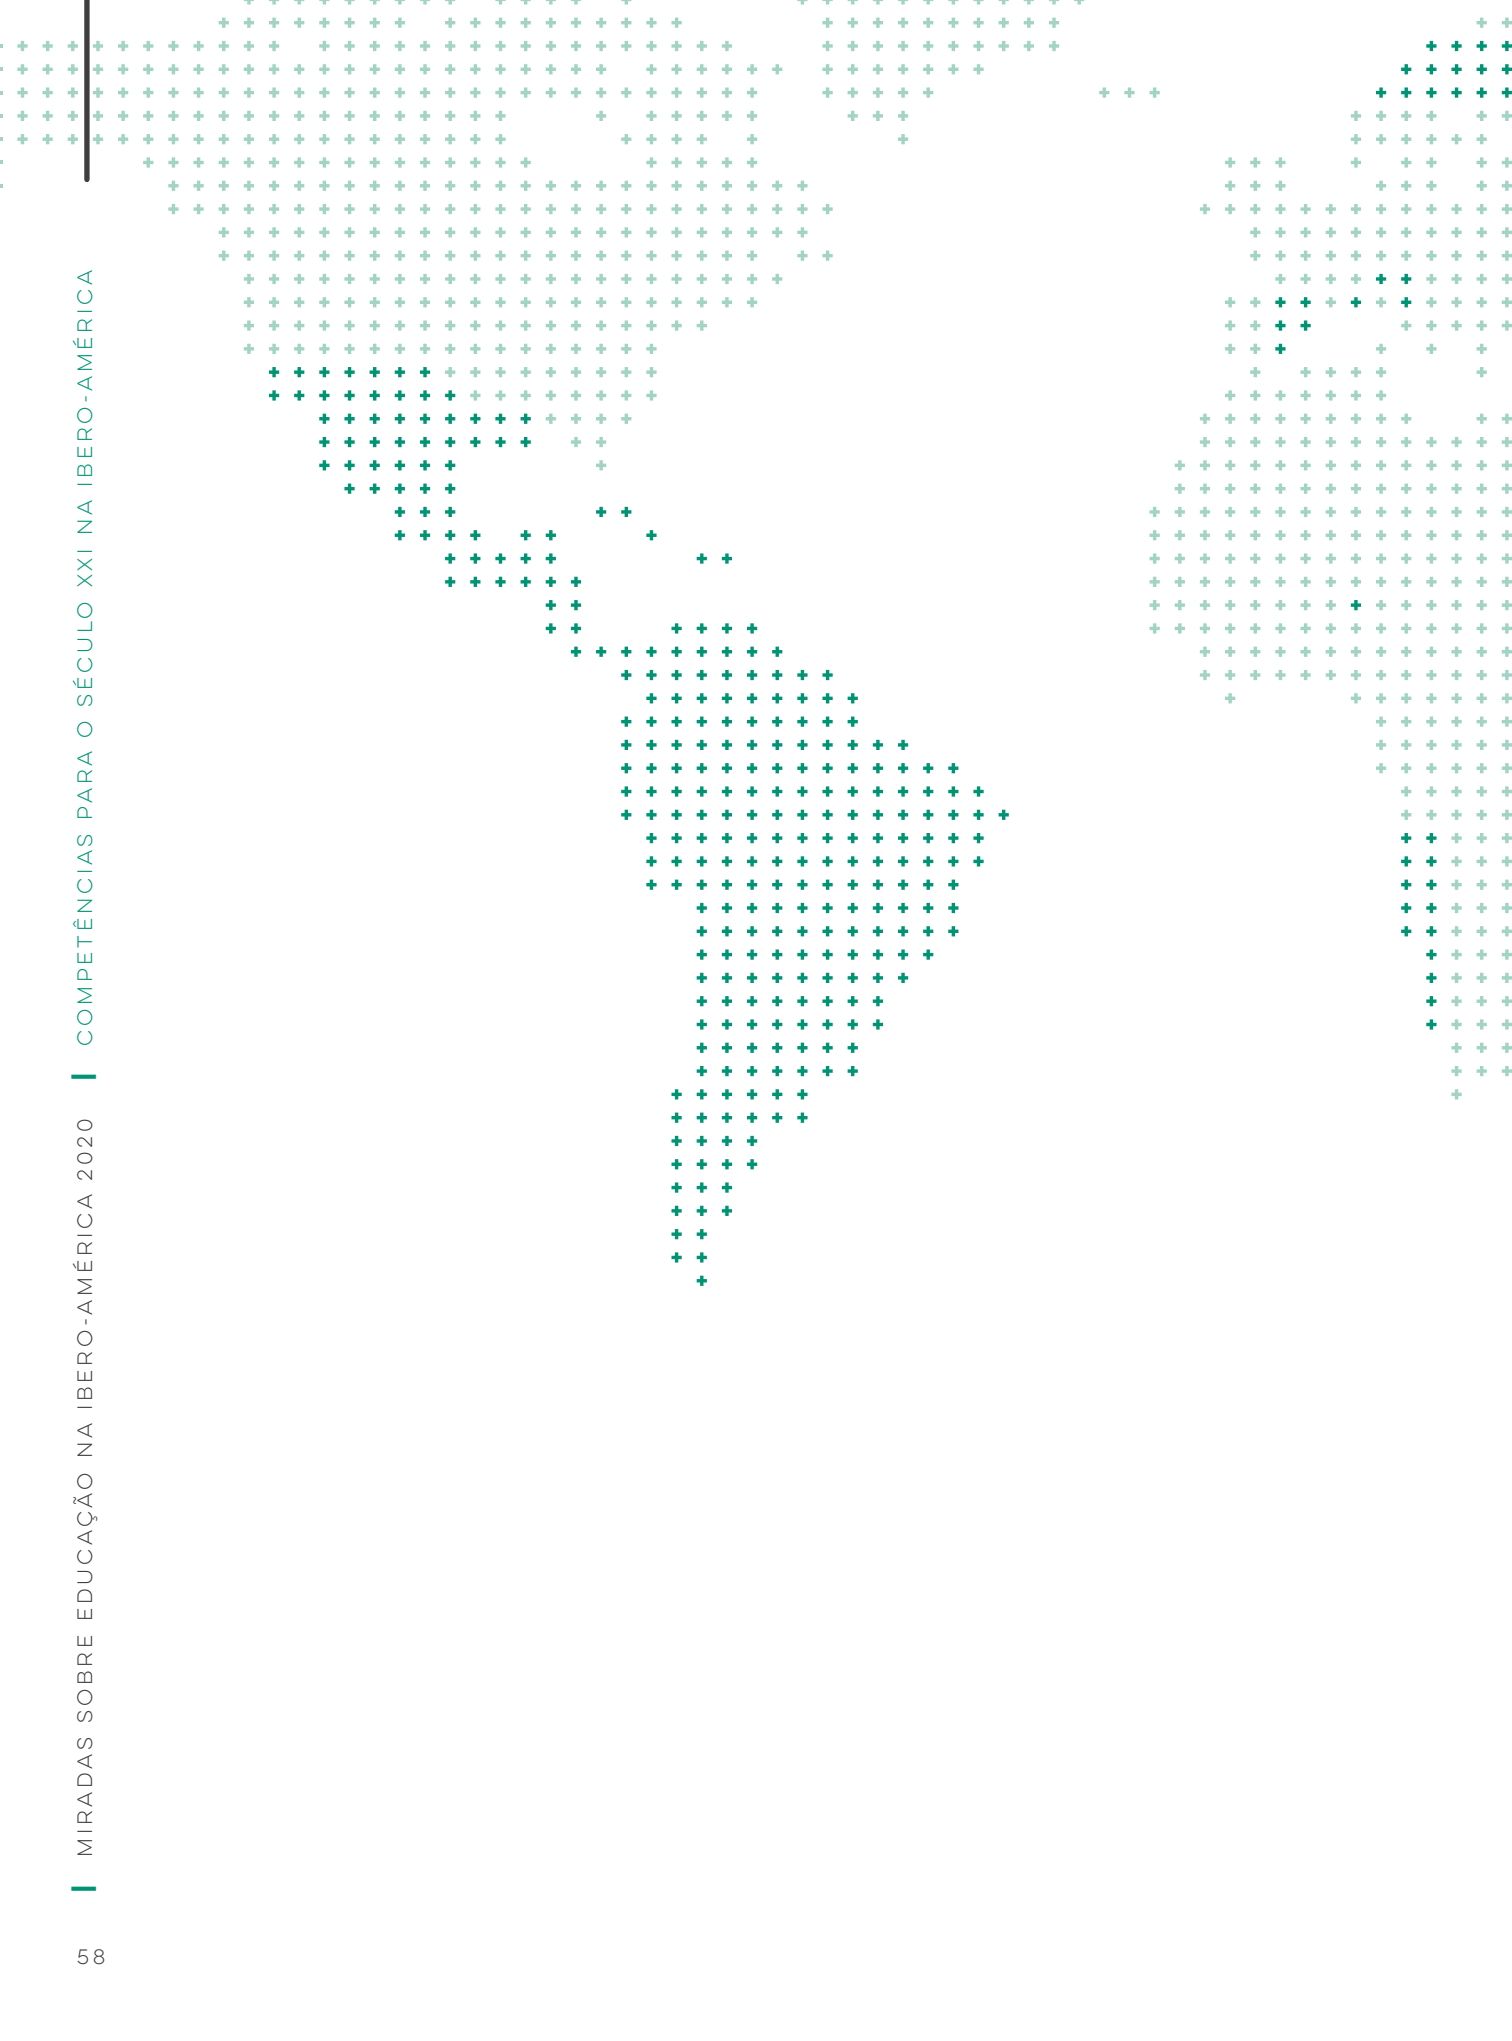 MIRADAS SOBRE EDUCAÇÃO NA IBERO-AMÉRICA 2020 | COMPETÊNCIAS PARA O SÉCULO XXI NA IBERO-AMÉRICA
58